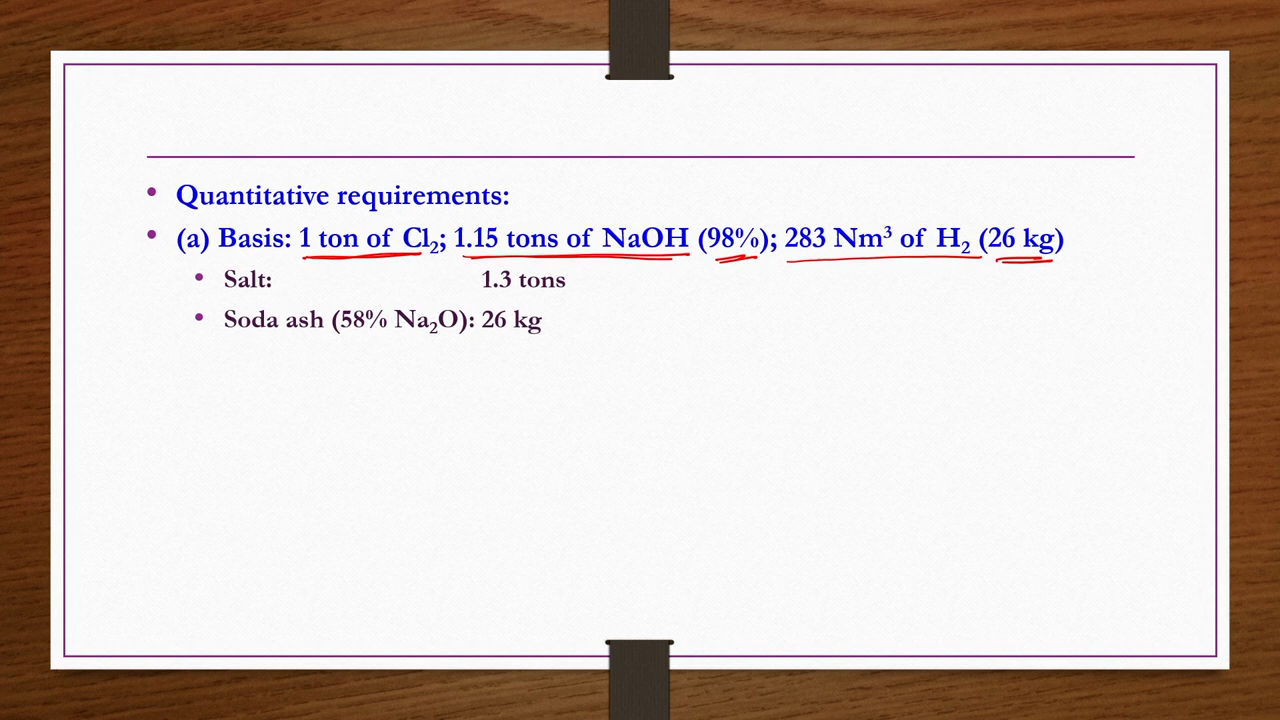 • Quantitative requirements:
• (a) Basis: 1 ton of Cl₂; 1.15 tons of NaOH (98%); 283 Nm³ of H₂ (26 kg)
• Salt: 1.3 tons
• Soda ash (58% Na₂O): 26 kg